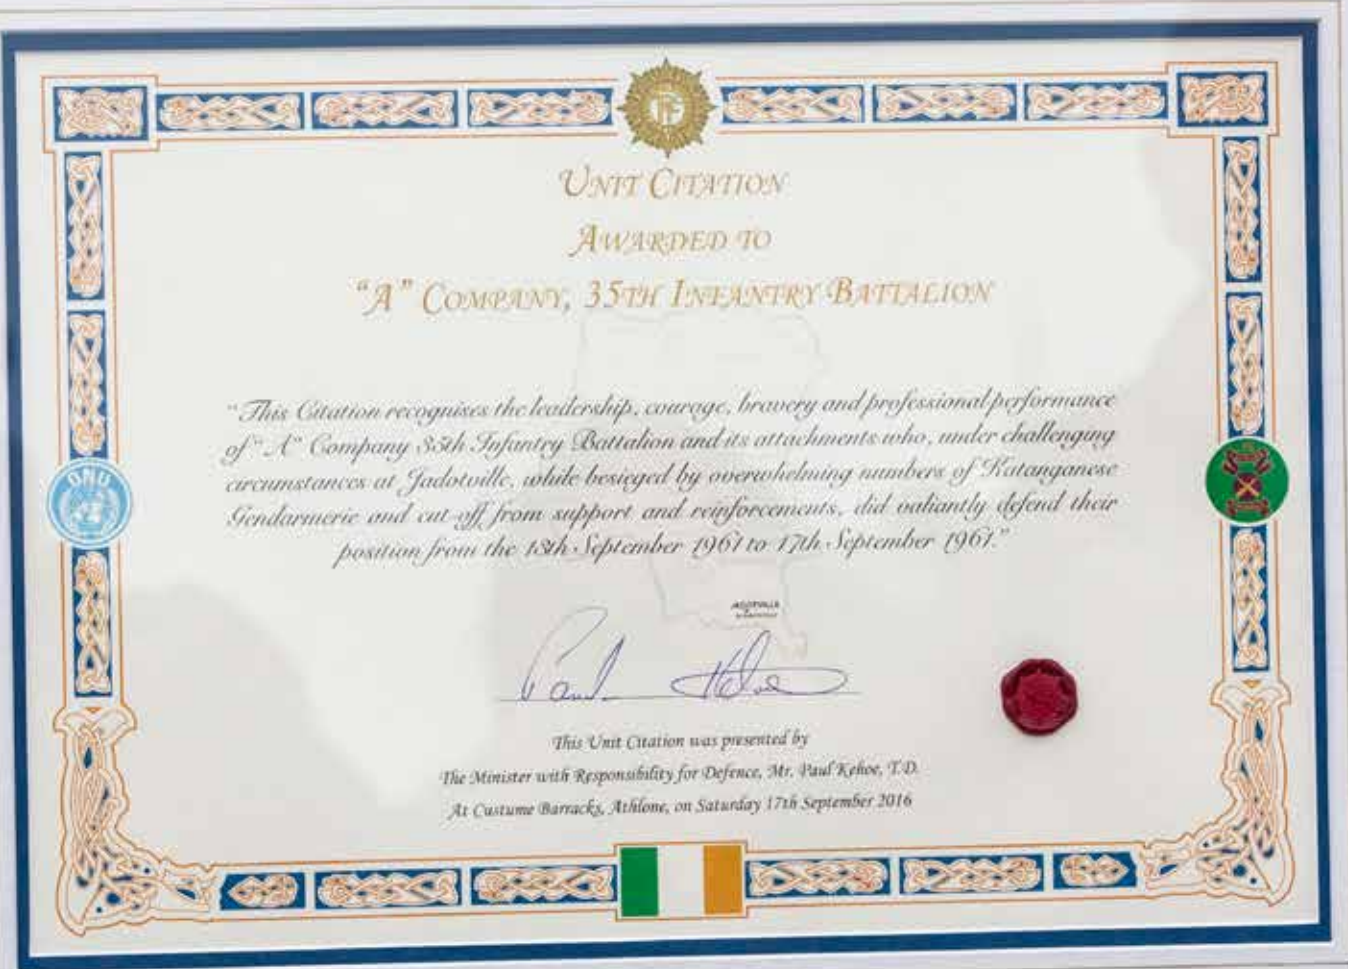 UNIT CITATION
AWARDED TO
"A" COMPANY, 35TH INFANTRY BATTALION
"This Citation recognises the leadership, courage, bravery and professional performance
of "A" Company 35th Infantry Battalion and its attachments who, under challenging
circumstances at Jadotville, while besieged by overwhelming numbers of Katanganese
Gendarmerie and cut-off from support and reinforcements, did valiantly defend their
position from the 13th September 1961 to 17th September 1961."
ONU
JADOTVILLE
Paul Kehoe
This Unit Citation was presented by
The Minister with Responsibility for Defence, Mr. Paul Kehoe, T.D.
At Custume Barracks, Athlone, on Saturday 17th September 2016